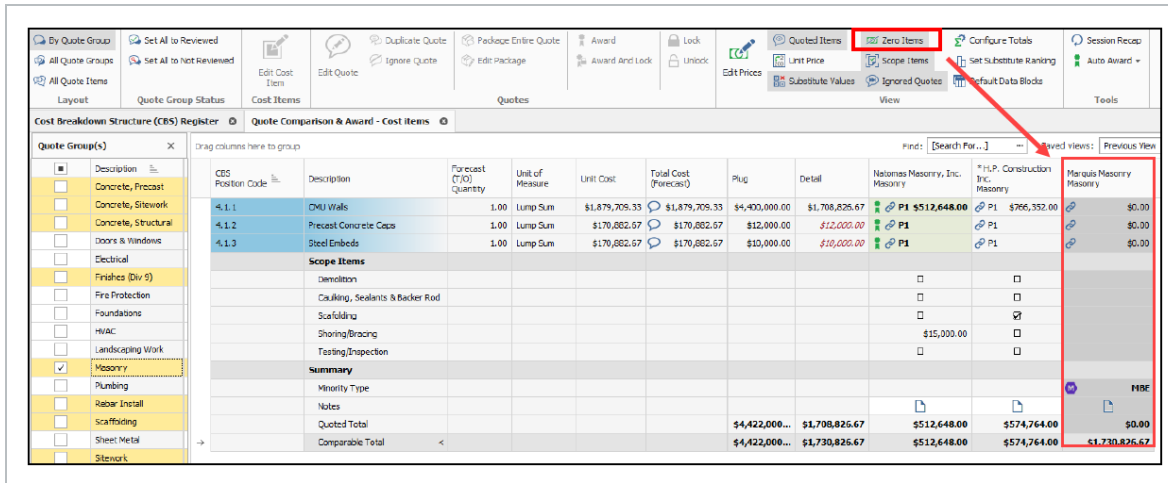 By Quote Group Set All to Reviewed Duplicate Quote Package Entire Quote Award Lock Quoted Items Zero Items Configure Totals Session Recap
All Quote Groups Set All to Not Reviewed Edit Cost Item Edit Quote Ignore Quote Edit Package Award And Lock Unlock Edit Prices Unit Price Scope Items Set Substitute Ranking Auto Award
All Quote Items Substitute Values Ignored Quotes Default Data Blocks
Layout Quote Group Status Cost Items Quotes View Tools
Cost Breakdown Structure (CBS) Register Quote Comparison & Award - Cost items
Quote Group(s) X Drag columns here to group Find: [Search For...] Saved views: Previous View
Description CBS Position Code Description Forecast (T/O) Quantity Unit of Measure Unit Cost Total Cost (Forecast) Plug Detail Natomas Masonry, Inc. Masonry *H.P. Construction Inc. Masonry Marquis Masonry Masonry
Concrete, Precast
Concrete, Sitework 4.1.1 CMU Walls 1.00 Lump Sum $1,879,709.33 $1,879,709.33 $4,400,000.00 $1,708,826.67 P1 $512,648.00 P1 $766,352.00 $0.00
Concrete, Structural 4.1.2 Precast Concrete Caps 1.00 Lump Sum $170,882.67 $170,882.67 $12,000.00 $12,000.00 P1 P1 $0.00
Doors & Windows 4.1.3 Steel Embeds 1.00 Lump Sum $170,882.67 $170,882.67 $10,000.00 $10,000.00 P1 P1 $0.00
Electrical Scope Items
Finishes (Div 9) Demolition
Fire Protection Caulking, Sealants & Backer Rod
Foundations Scafolding
HVAC Shoring/Bracing $15,000.00
Landscaping Work Testing/Inspection
Masonry Summary
Plumbing Minority Type M MBE
Rebar Install Notes
Scaffolding Quoted Total $4,422,000... $1,708,826.67 $512,648.00 $574,764.00 $0.00
Sheet Metal Comparable Total < $4,422,000... $1,730,826.67 $512,648.00 $574,764.00 $1,730,826.67
Sitework